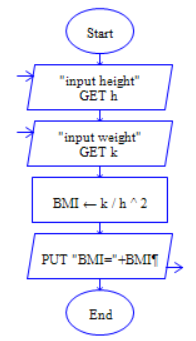 Start
"input height"
GET h
"input weight"
GET k
BMI ← k / h ^ 2
PUT "BMI="+BMI¶
End